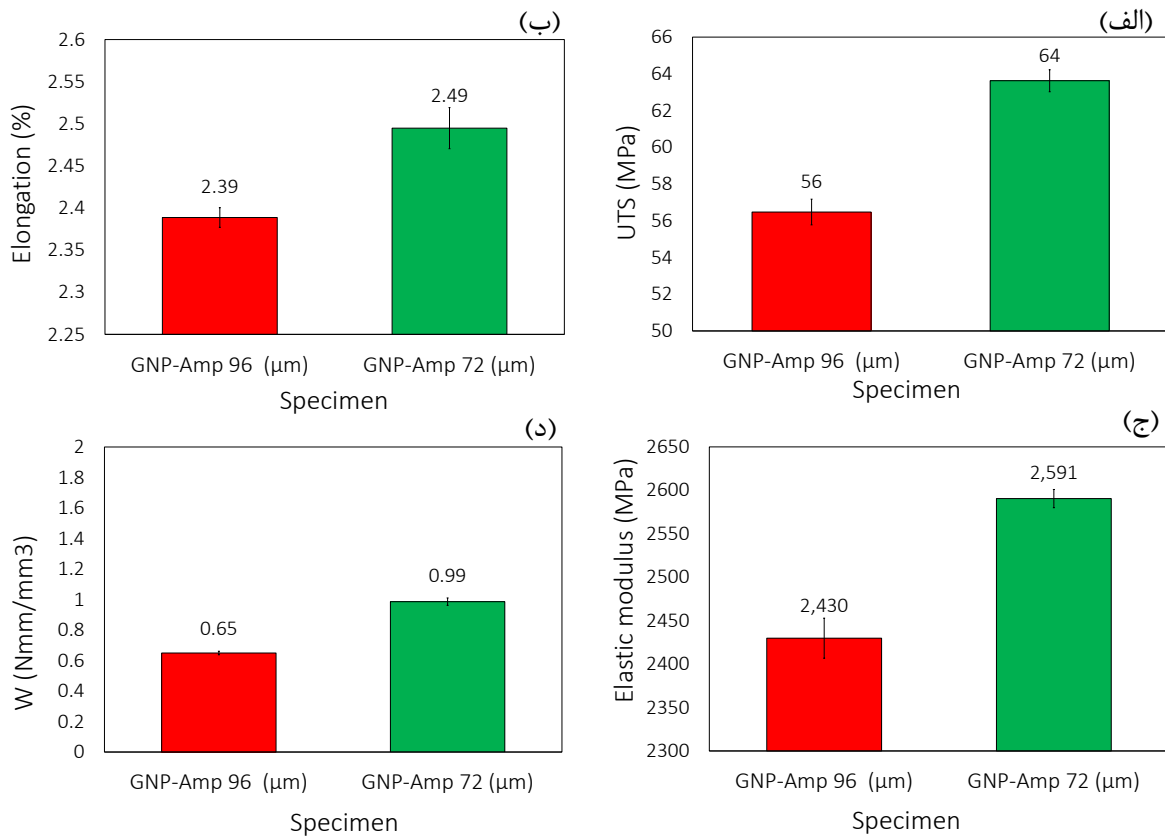 (الف)
UTS (MPa)
66
64
62
60
58
56
54
52
50
56
64
GNP-Amp 96 (µm)
GNP-Amp 72 (µm)
Specimen
(ب)
Elongation (%)
2.6
2.55
2.5
2.45
2.4
2.35
2.3
2.25
2.39
2.49
GNP-Amp 96 (µm)
GNP-Amp 72 (µm)
Specimen
(ج)
Elastic modulus (MPa)
2650
2600
2550
2500
2450
2400
2350
2300
2,430
2,591
GNP-Amp 96 (µm)
GNP-Amp 72 (µm)
Specimen
(د)
W (Nmm/mm3)
2
1.8
1.6
1.4
1.2
1
0.8
0.6
0.4
0.2
0
0.65
0.99
GNP-Amp 96 (µm)
GNP-Amp 72 (µm)
Specimen